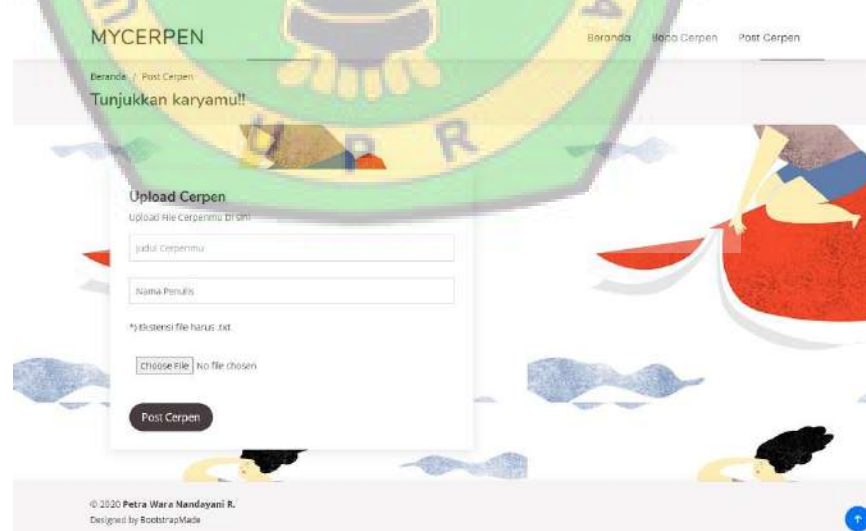 MYCERPEN
Beranda Baca Cerpen Post Cerpen
Beranda / Post Cerpen
Tunjukkan karyamu!!
U P R
Upload Cerpen
Upload File Cerpenmu Di sini
Judul Cerpenmu
Nama Penulis
*) Ekstensi file harus .txt
Choose File No file chosen
Post Cerpen
© 2020 Petra Wara Nandayani R.
Designed by BootstrapMade